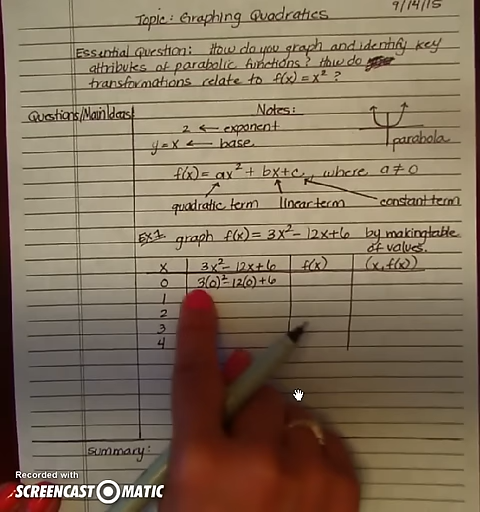 9/14/15
Topic: Graphing Quadratics
Essential Question: How do you graph and identify key
attributes of parabolic functions? How do
transformations relate to f(x) = x² ?
Questions/Main Ideas
Notes:
2 ← exponent
y = x ← base
parabola
f(x) = ax² + bx + c, where a ≠ 0
quadratic term linear term constant term
EX1 graph f(x) = 3x² - 12x + 6 by making table
of values.
x 3x² - 12x + 6 f(x) (x, f(x))
0 3(0)² - 12(0) + 6
1
2
3
4
Summary:
Recorded with
SCREENCAST O MATIC